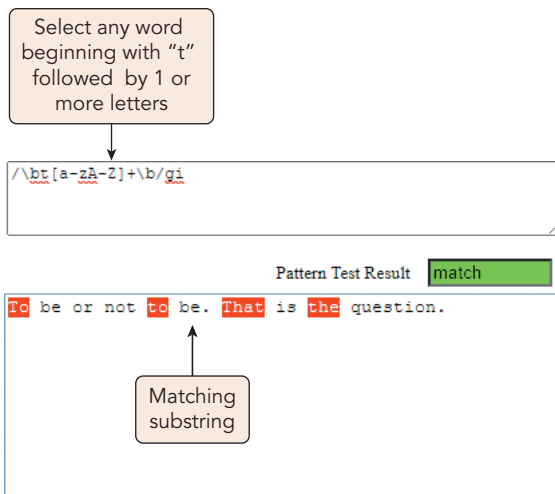 Select any word
beginning with “t”
followed by 1 or
more letters
/\bt[a-zA-Z]+\b/gi
Pattern Test Result match
To be or not to be. That is the question.
Matching
substring